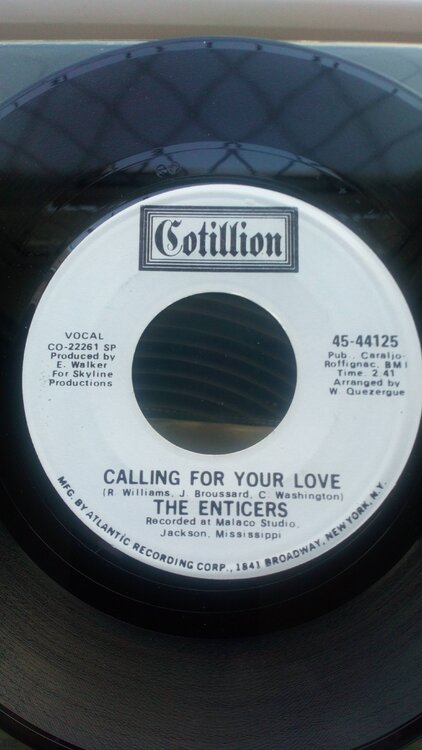 Cotillion
VOCAL
CO-22261 SP
Produced by
E. Walker
For Skyline
Productions
45-44125
Pub., Caraljo-
Roffignac, BMI
Time: 2.41
Arranged by
W. Quezergue
CALLING FOR YOUR LOVE
(R. Williams, J. Broussard, C. Washington)
THE ENTICERS
Recorded at Malaco Studio,
Jackson, Mississippi
MFG. BY ATLANTIC RECORDING CORP., 1841 BROADWAY, NEW YORK, N.Y.